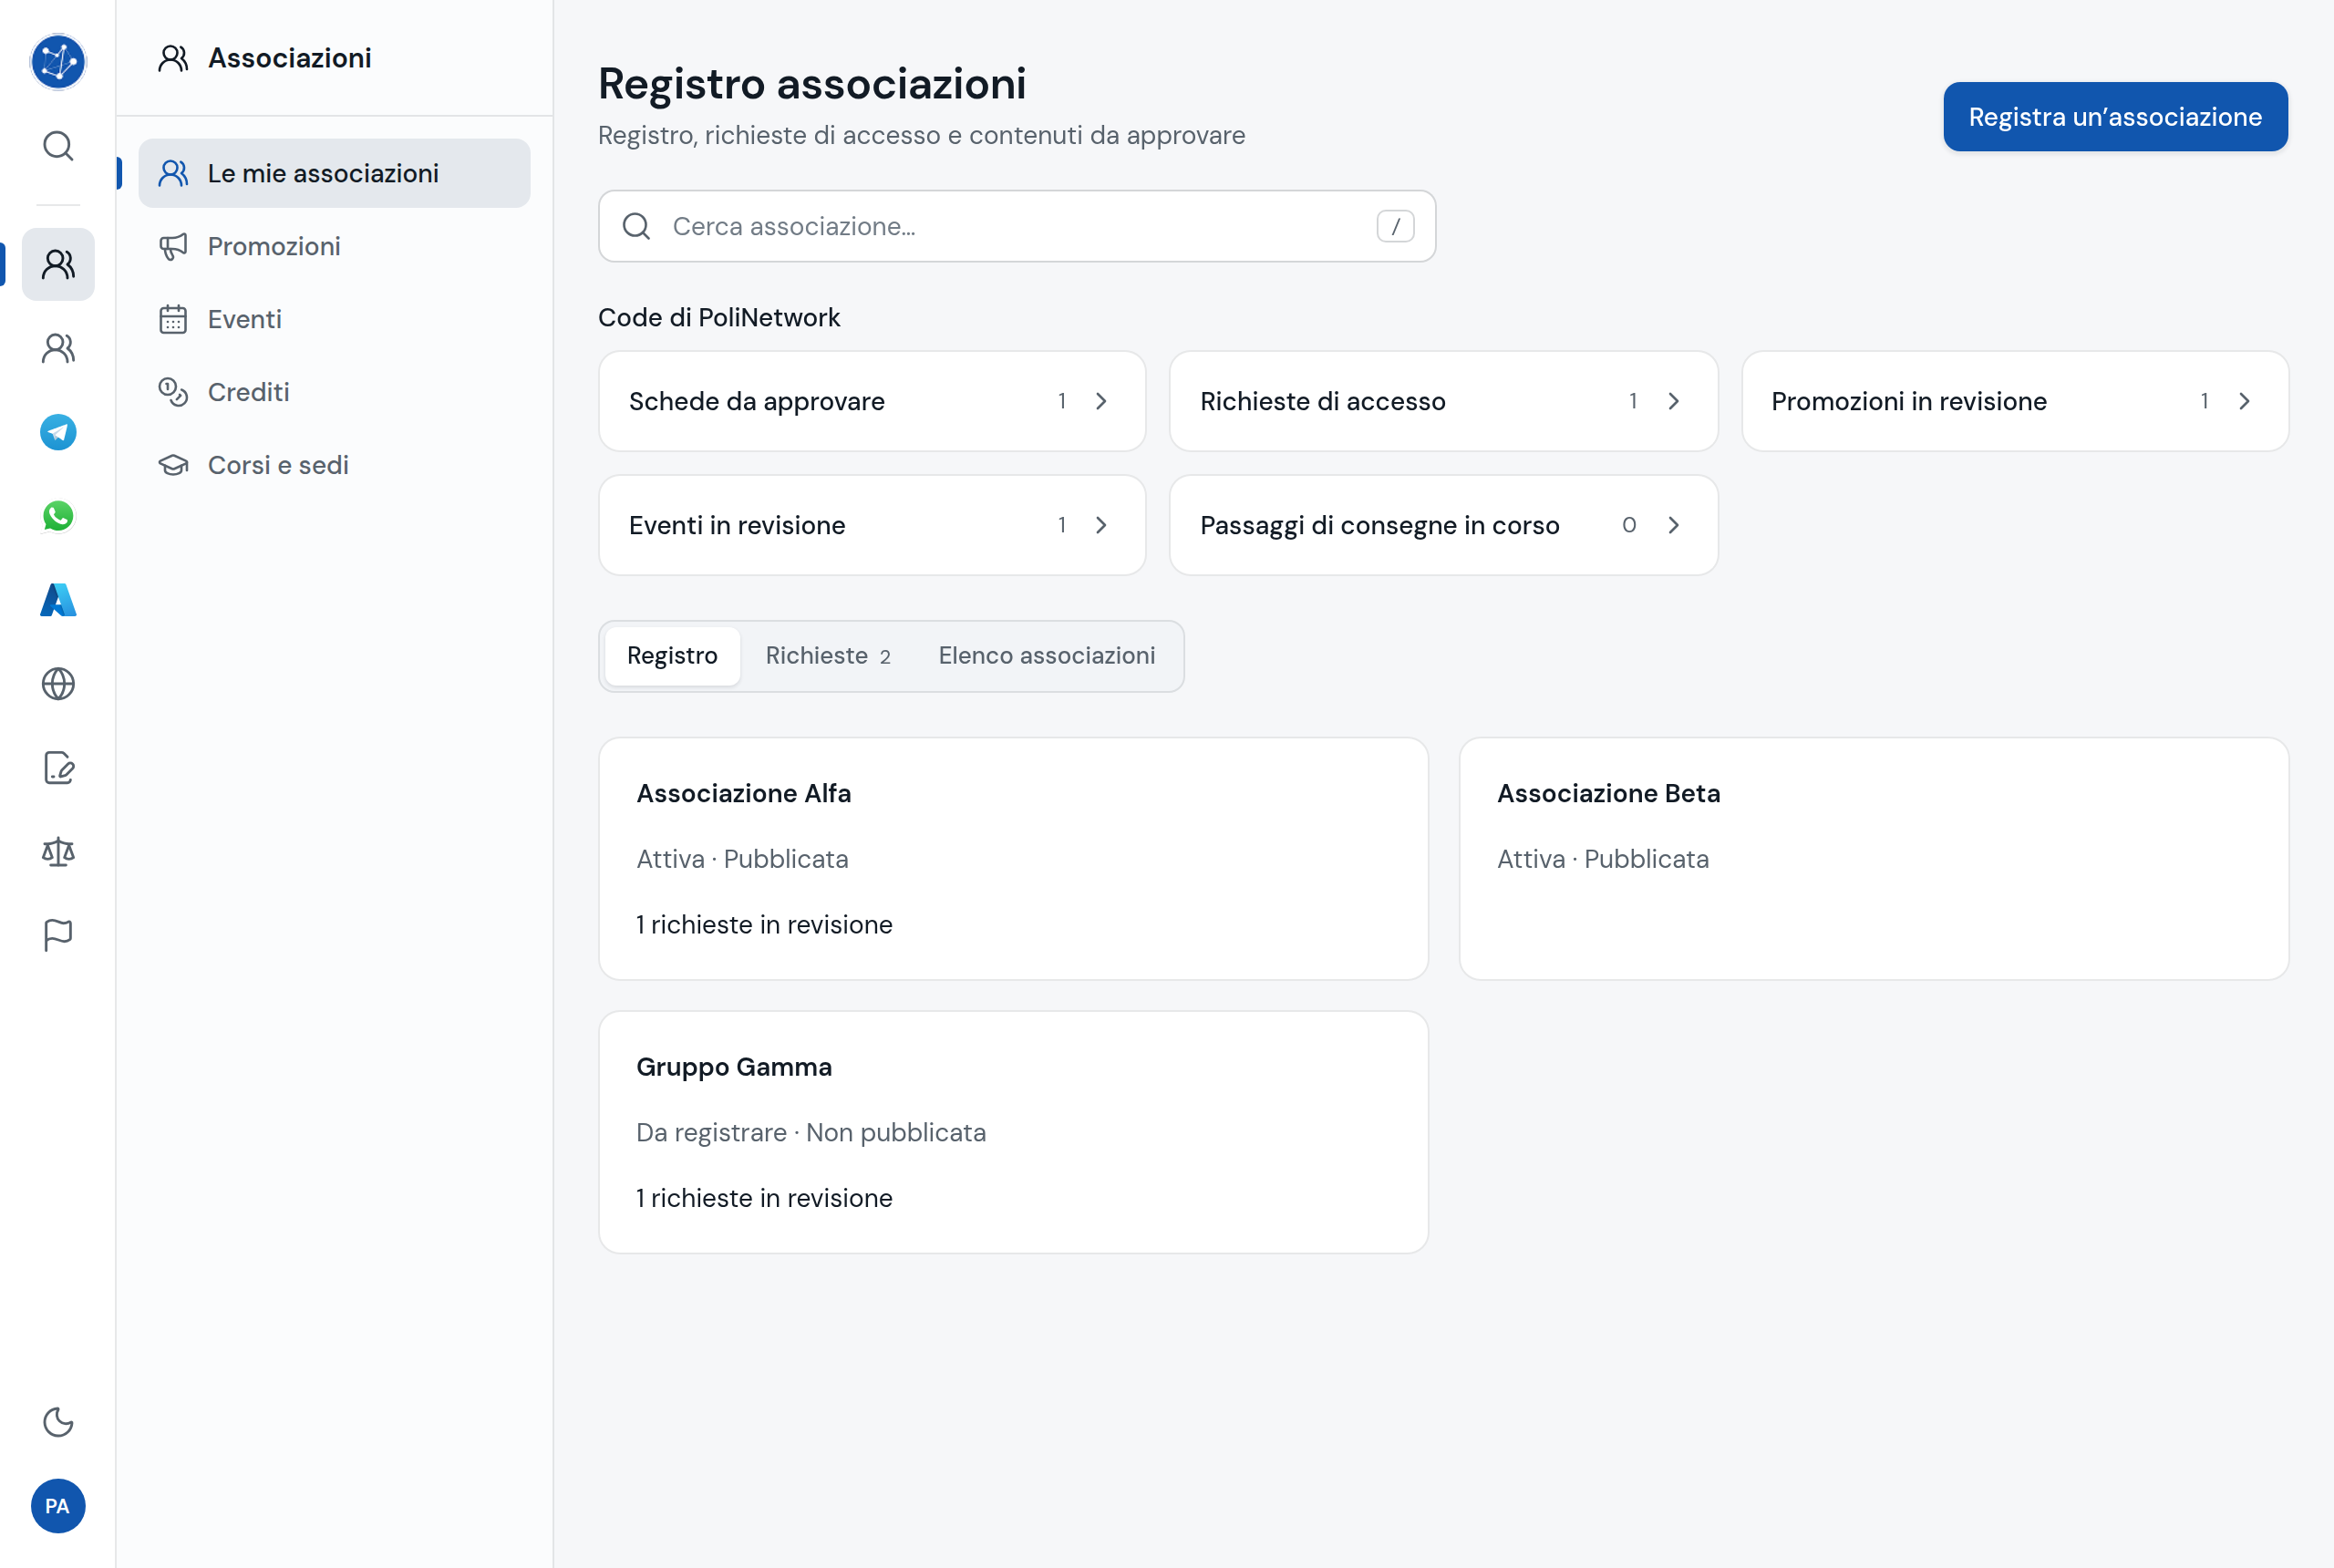 Associazioni
Le mie associazioni
Promozioni
Eventi
Crediti
Corsi e sedi
PA
Registro associazioni
Registro, richieste di accesso e contenuti da approvare
Registra un’associazione
Cerca associazione...
/
Code di PoliNetwork
Schede da approvare 1
Richieste di accesso 1
Promozioni in revisione 1
Eventi in revisione 1
Passaggi di consegne in corso 0
Registro
Richieste 2
Elenco associazioni
Associazione Alfa
Attiva · Pubblicata
1 richieste in revisione
Associazione Beta
Attiva · Pubblicata
Gruppo Gamma
Da registrare · Non pubblicata
1 richieste in revisione